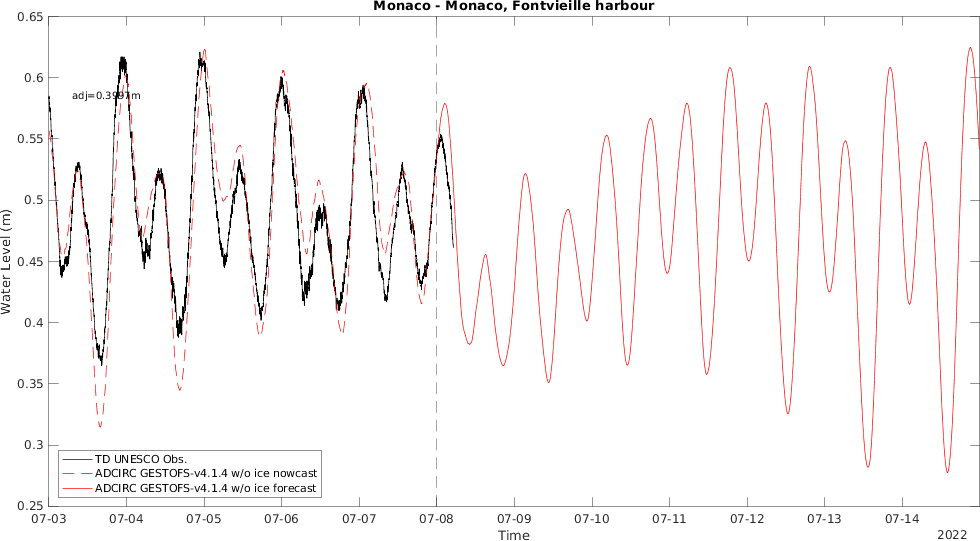 Monaco - Monaco, Fontvieille harbour
0.65
0.6
adj=0.3997m
0.55
0.5
0.45
0.4
0.35
0.3
0.25
Water Level (m)
TD UNESCO Obs.
ADCIRC GESTOFS-v4.1.4 w/o ice nowcast
ADCIRC GESTOFS-v4.1.4 w/o ice forecast
07-03 07-04 07-05 07-06 07-07 07-08 07-09 07-10 07-11 07-12 07-13 07-14
Time
2022